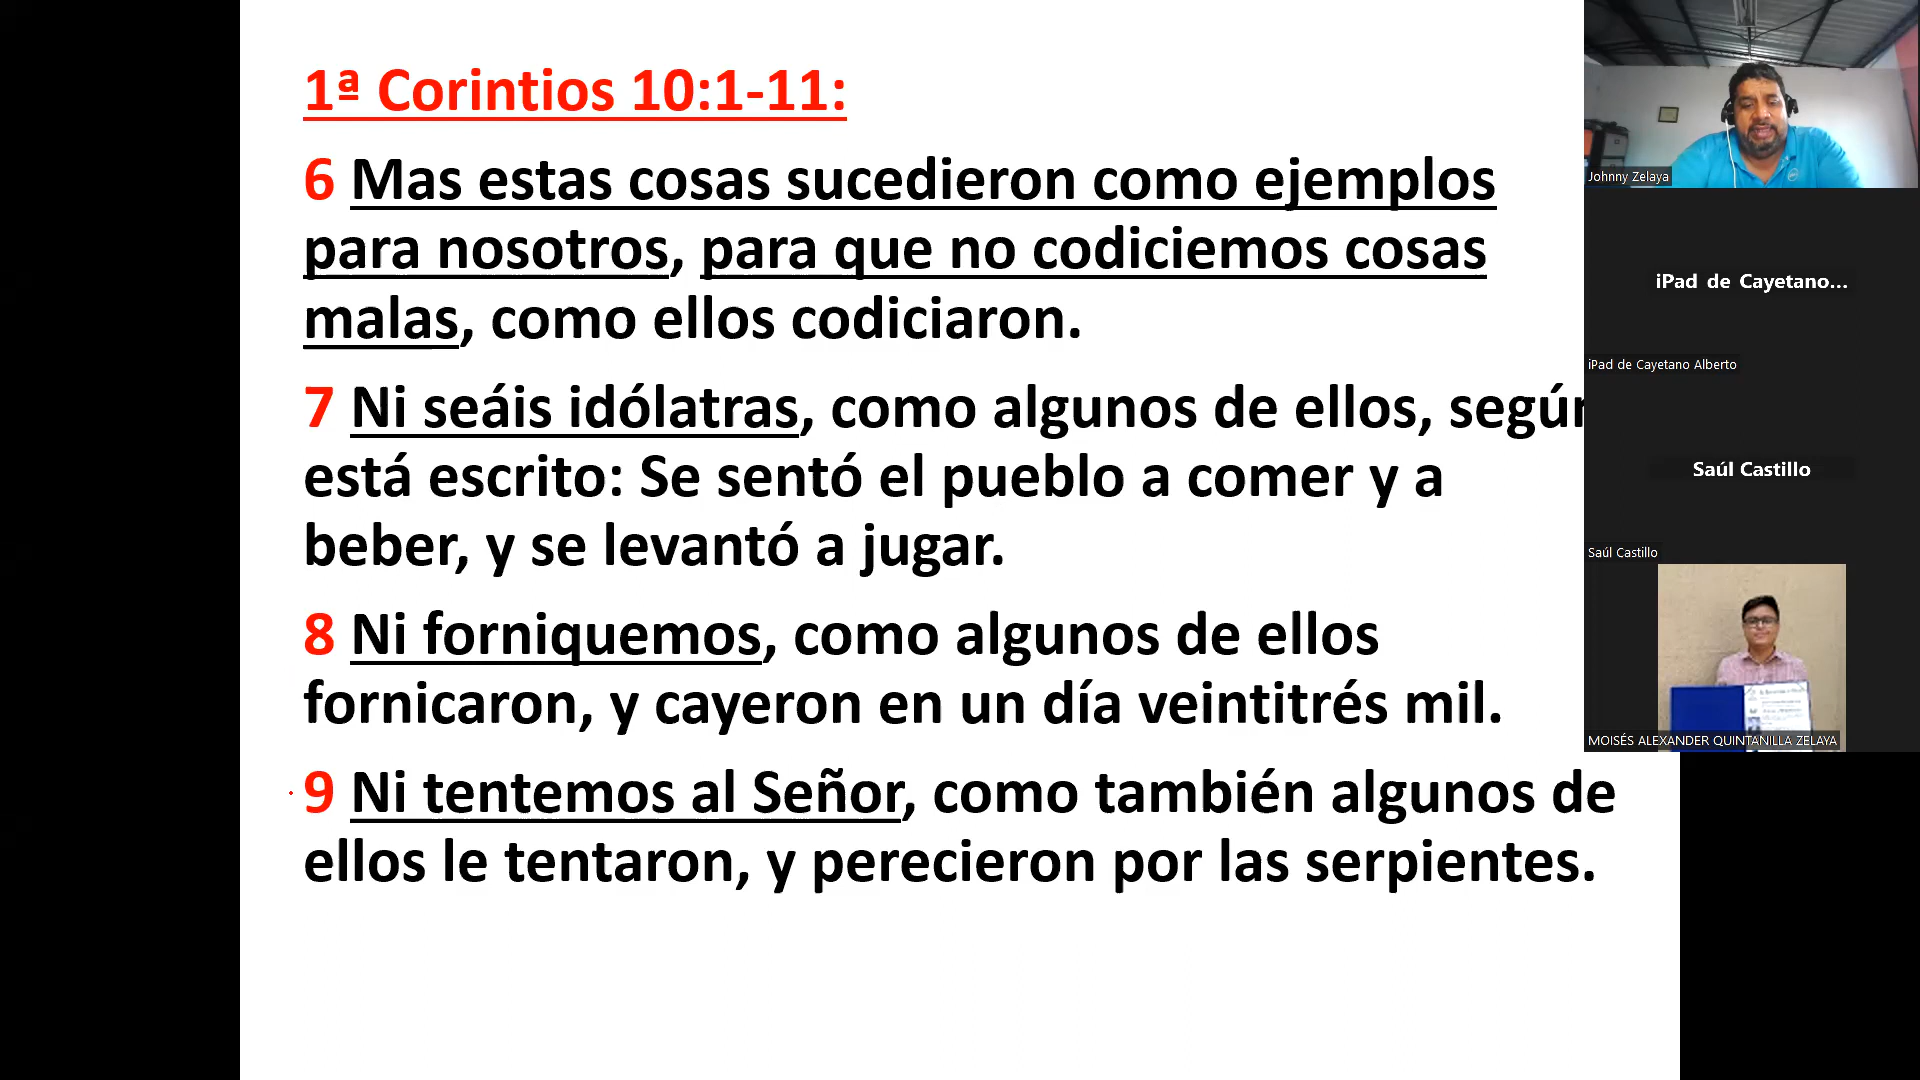 1ª Corintios 10:1-11:
6 Mas estas cosas sucedieron como ejemplos
para nosotros, para que no codiciemos cosas
malas, como ellos codiciaron.
7 Ni seáis idólatras, como algunos de ellos, según
está escrito: Se sentó el pueblo a comer y a
beber, y se levantó a jugar.
8 Ni forniquemos, como algunos de ellos
fornicaron, y cayeron en un día veintitrés mil.
9 Ni tentemos al Señor, como también algunos de
ellos le tentaron, y perecieron por las serpientes.
Johnny Zelaya
iPad de Cayetano...
iPad de Cayetano Alberto
Saúl Castillo
Saúl Castillo
MOISÉS ALEXANDER QUINTANILLA ZELAYA